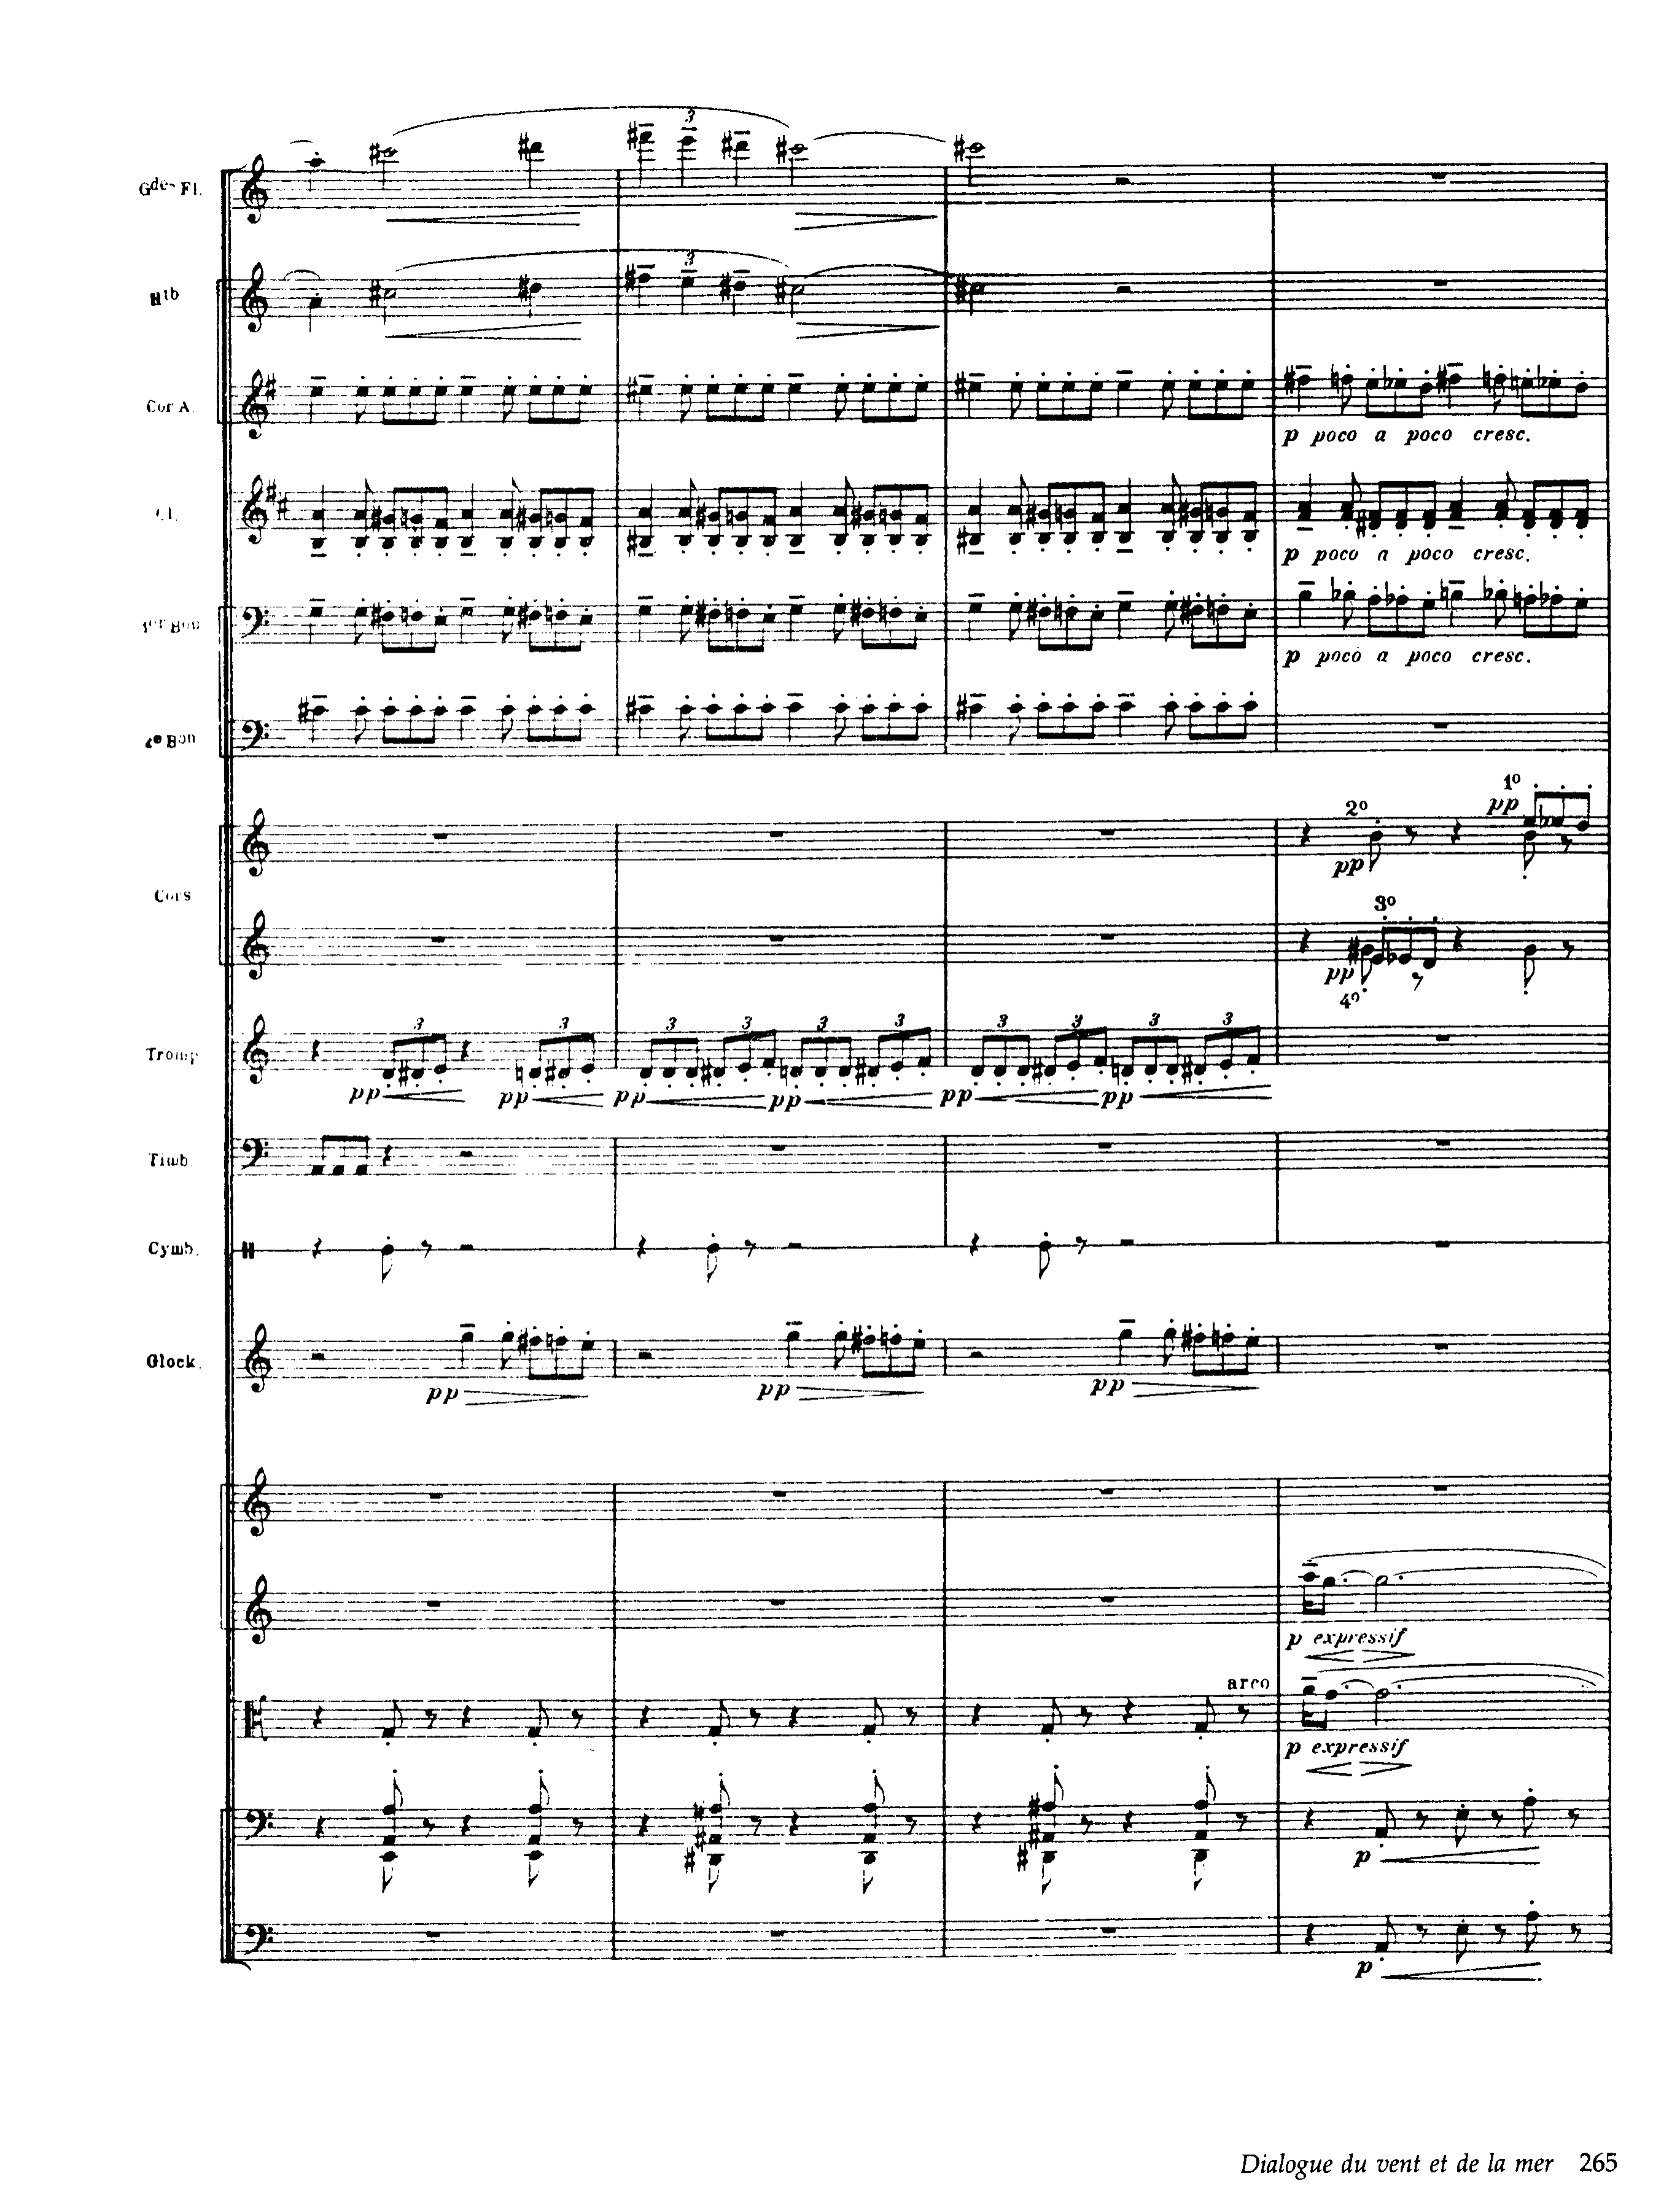 3
Gdes Fl.
3
Htb
Cor A.
p poco a poco cresc.
Cl.
p poco a poco cresc.
1er Bon
p poco a poco cresc.
2e Bon
1o
pp
2o
pp
Cors
3o
pp
4o
3 3 3 3 3 3 3 3 3 3
Tromp
pp pp pp pp pp pp
Timb
Cymb.
Glock.
pp pp pp
p expressif
arco
p expressif
p
p
Dialogue du vent et de la mer 265